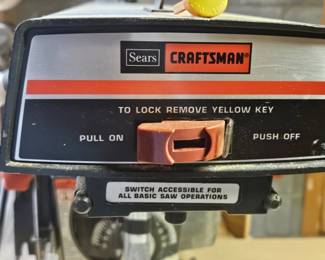 Sears CRAFTSMAN®
TO LOCK REMOVE YELLOW KEY
PULL ON PUSH OFF
SWITCH ACCESSIBLE FOR
ALL BASIC SAW OPERATIONS